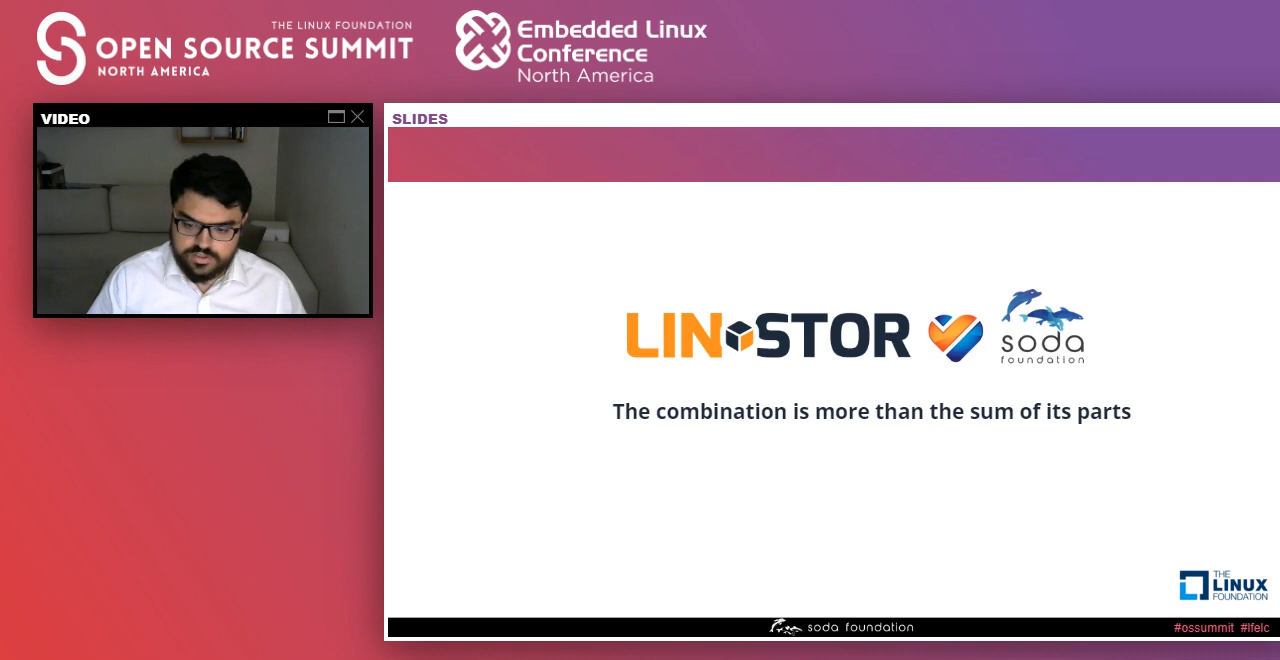 THE LINUX FOUNDATION
OPEN SOURCE SUMMIT
NORTH AMERICA
Embedded Linux
Conference
North America
VIDEO
SLIDES
LINSTOR
soda
foundation
The combination is more than the sum of its parts
THE
LINUX
FOUNDATION
soda foundation
#ossummit #lfelc